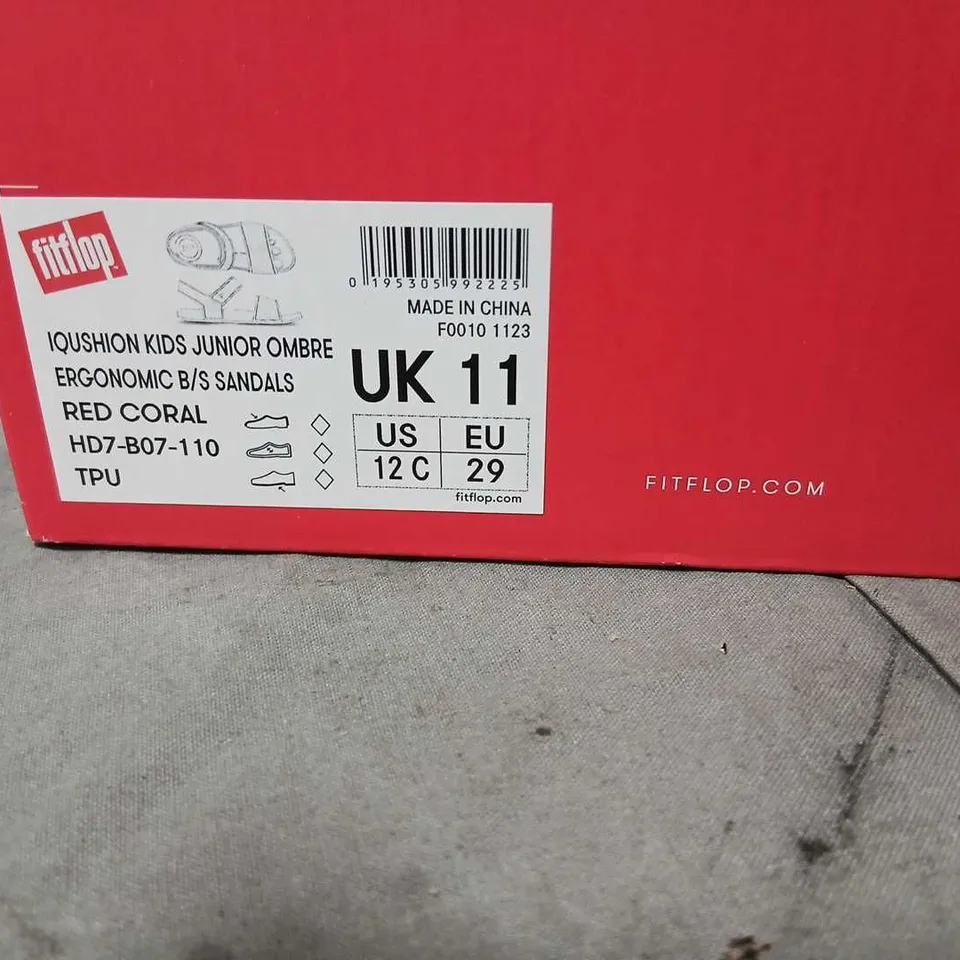 fitflop
0 195305 992225
MADE IN CHINA
F0010 1123
IQUSHION KIDS JUNIOR OMBRE
ERGONOMIC B/S SANDALS
RED CORAL
HD7-B07-110
TPU
UK 11
US EU
12 C 29
fitflop.com
FITFLOP.COM